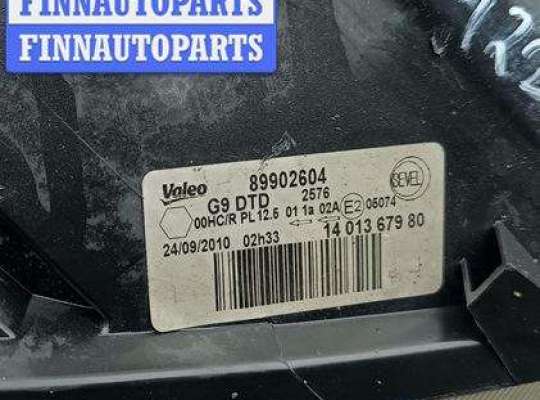 FINNAUTOPARTS
FINNAUTOPARTS
Valeo 89902604
G9 DTD 2576 SEVEL
00HC/R PL 12.5 01 1a 02A E2 05074
14 013 679 80
24/09/2010 02h33